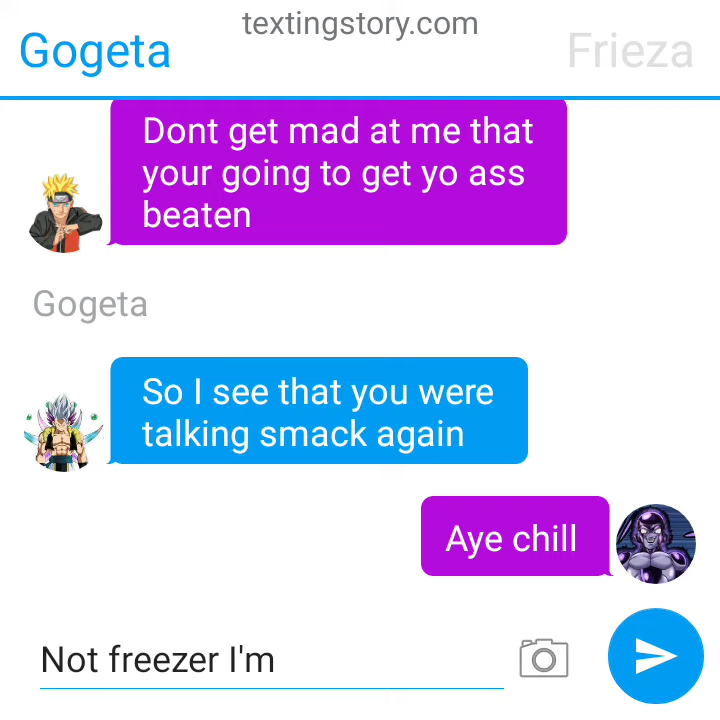 textingstory.com
Gogeta
Frieza
Dont get mad at me that
your going to get yo ass
beaten
Gogeta
So I see that you were
talking smack again
Aye chill
Not freezer I'm